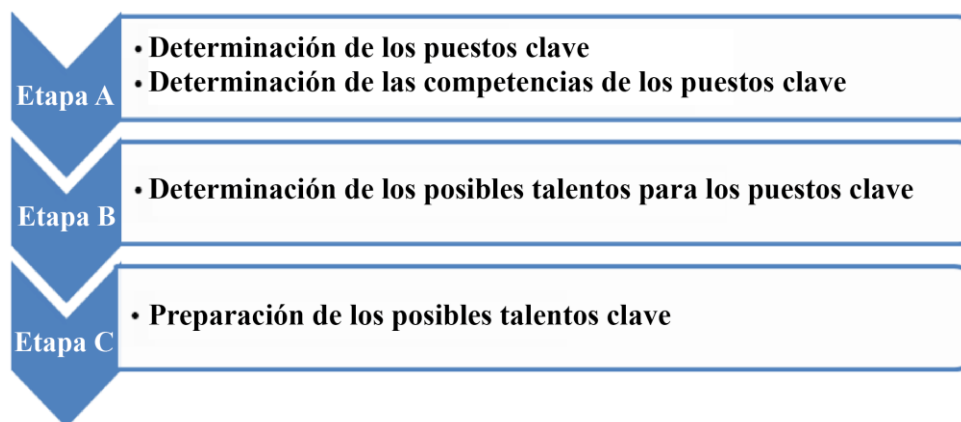 Etapa A
• Determinación de los puestos clave
• Determinación de las competencias de los puestos clave
Etapa B
• Determinación de los posibles talentos para los puestos clave
Etapa C
• Preparación de los posibles talentos clave